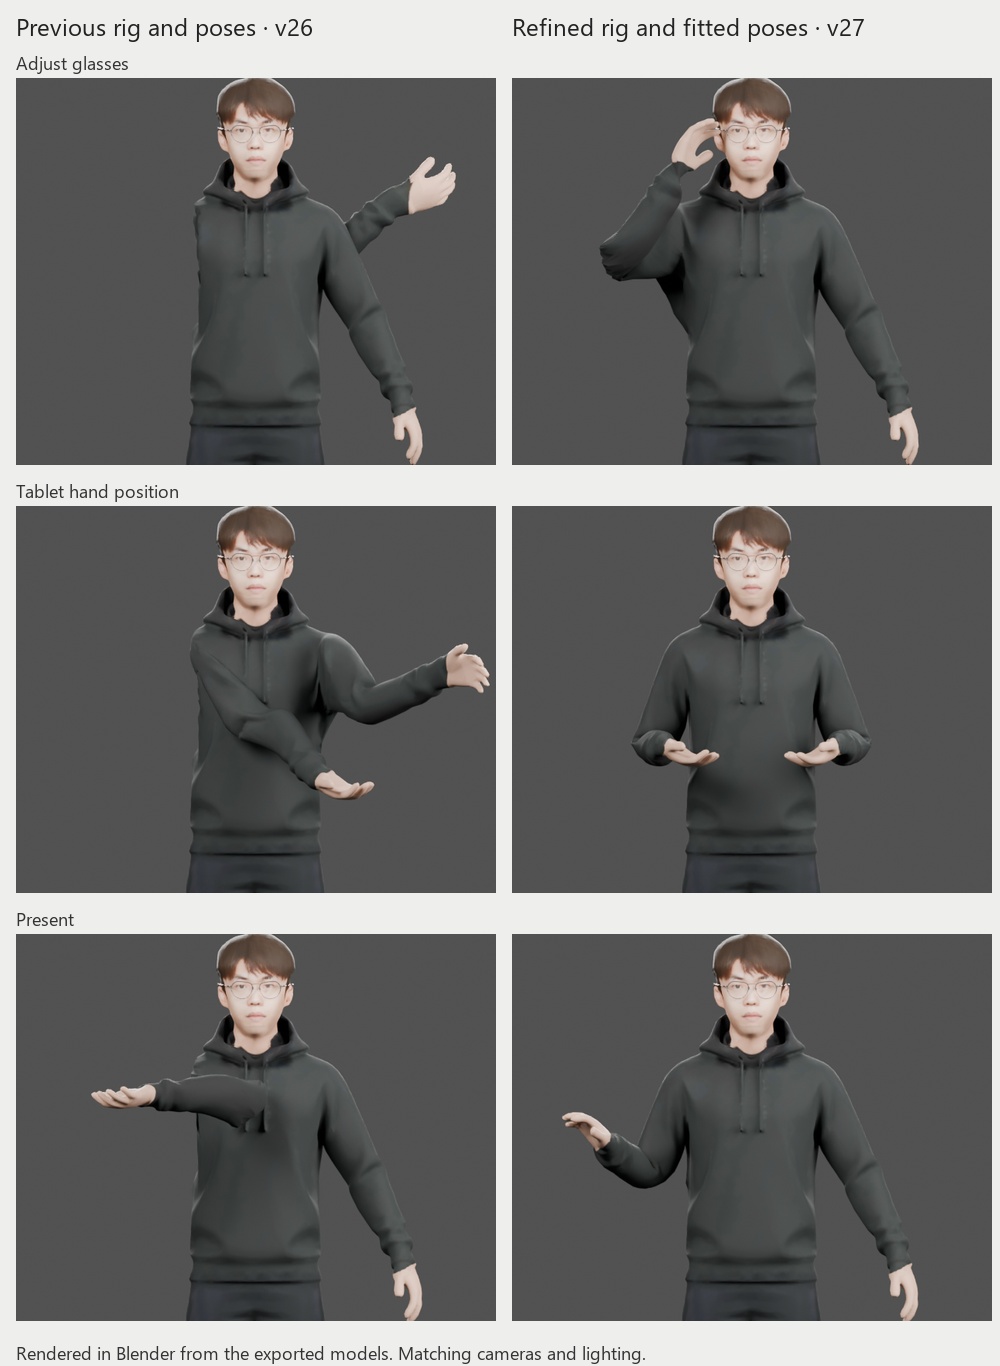 Previous rig and poses · v26
Refined rig and fitted poses · v27
Adjust glasses
Tablet hand position
Present
Rendered in Blender from the exported models. Matching cameras and lighting.